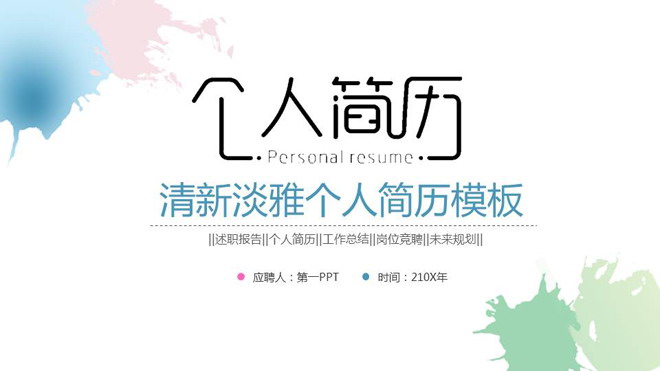 个人简历
Personal resume
清新淡雅个人简历模板
||述职报告||个人简历||工作总结||岗位竞聘||未来规划||
应聘人：第一PPT 时间：210X年